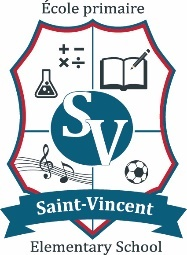 École primaire
SV
Saint-Vincent
Elementary School